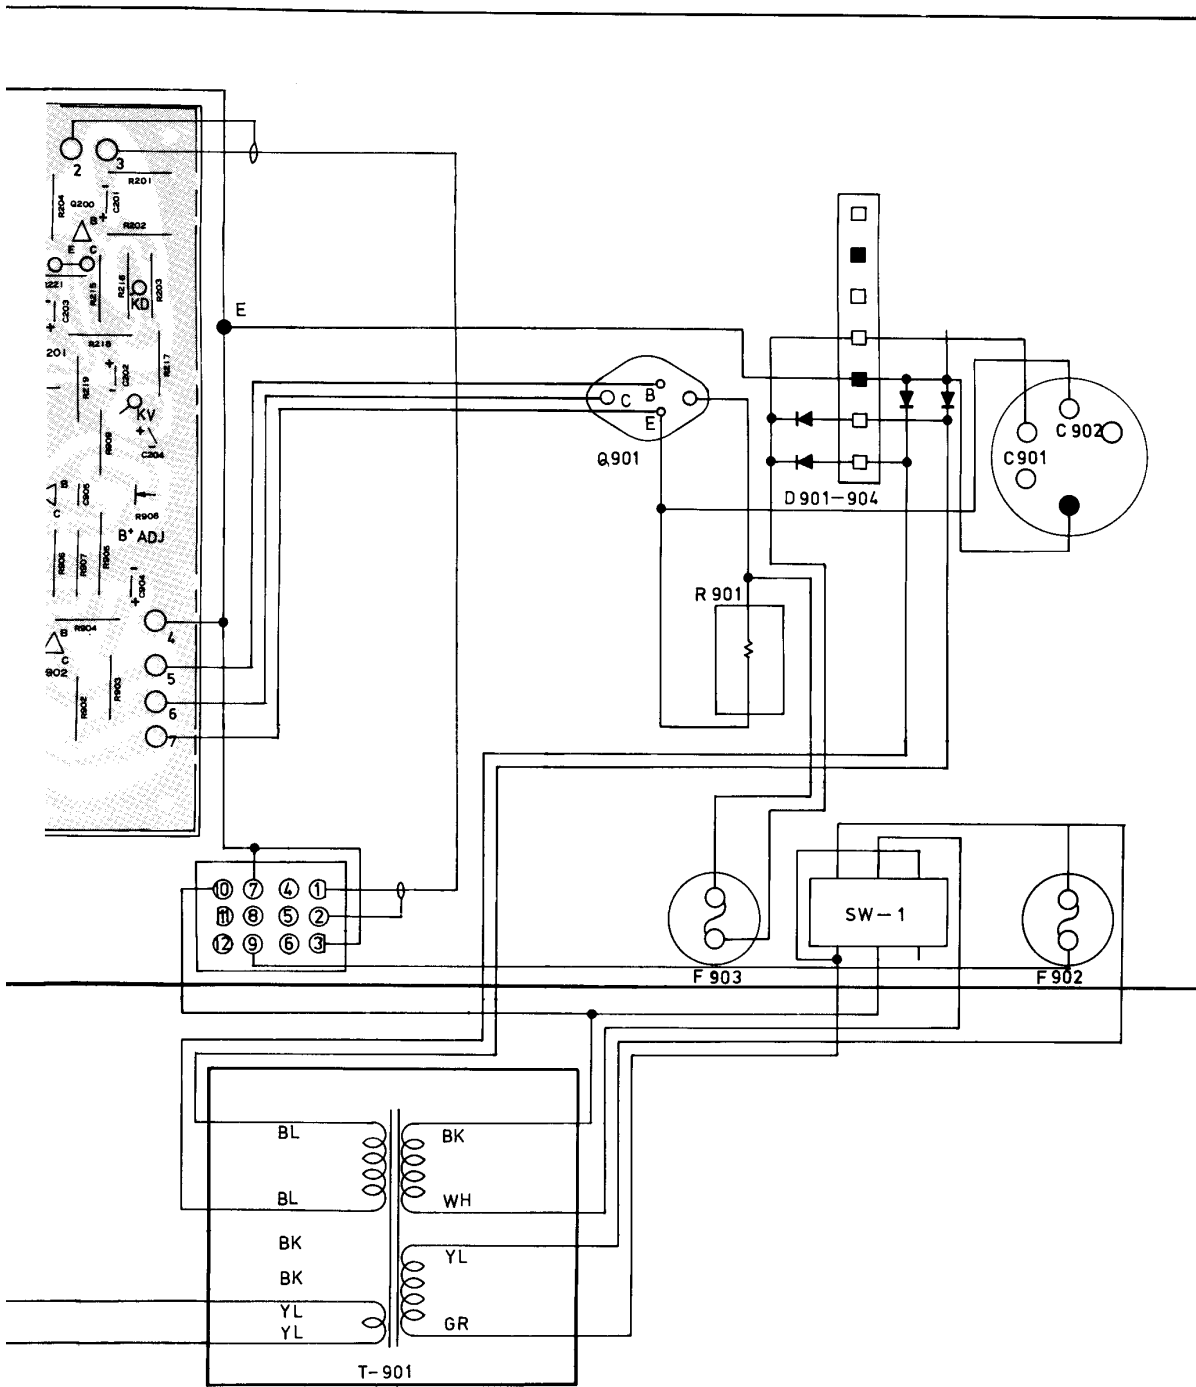 2 3
R201
R204
Q200
- C201 +
B
R202
E C
R221
C203
R215
R216
R203
KD
E
R218
R217
201
R219
C202
KV
C204
R909
B
C
C905
R908
B+ ADJ
R906
R907
R905
C904
R904
4
B
C
902
5
R902
R903
6
7
B
C
E
Q901
D901-904
C901
C902
R901
10 7 4 1
11 8 5 2
12 9 6 3
F903
SW-1
F902
BL
BK
BL
WH
BK
YL
BK
YL
GR
YL
T-901